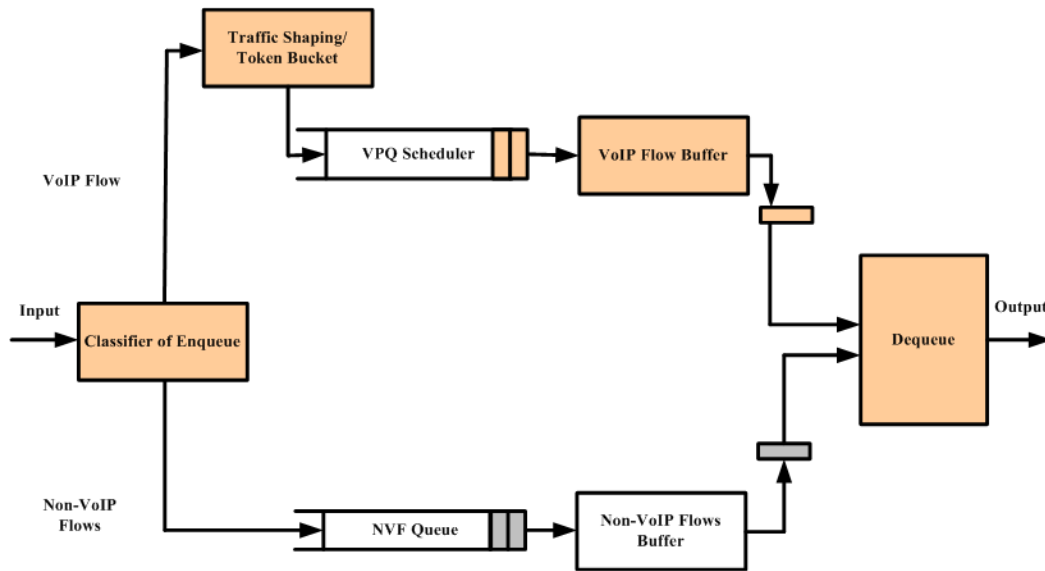 Traffic Shaping/
Token Bucket
VPQ Scheduler
VoIP Flow Buffer
VoIP Flow
Input
Classifier of Enqueue
Output
Dequeue
Non-VoIP
Flows
NVF Queue
Non-VoIP Flows
Buffer